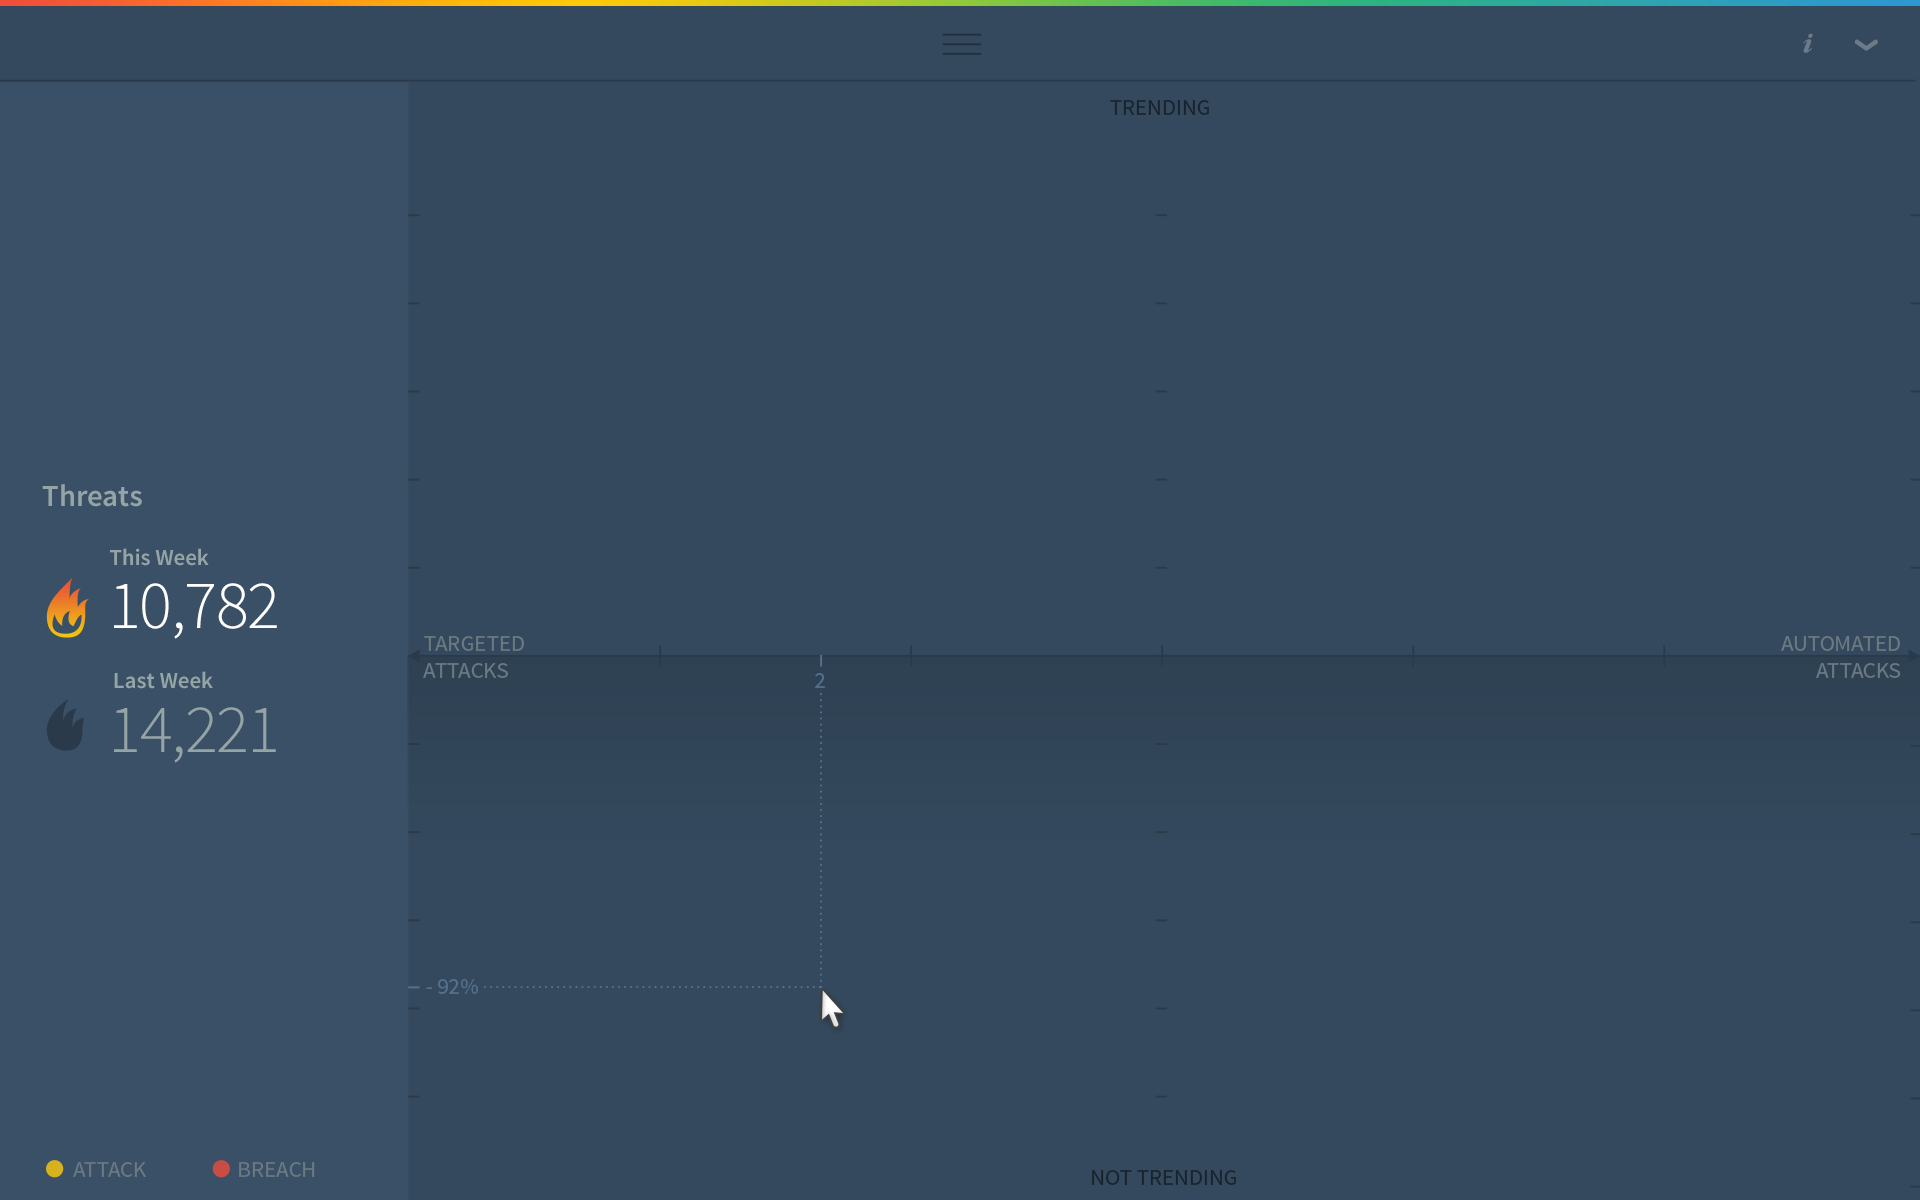 i
TRENDING
Threats
This Week
10,782
Last Week
14,221
TARGETED
ATTACKS
AUTOMATED
ATTACKS
2
- 92%
ATTACK
BREACH
NOT TRENDING